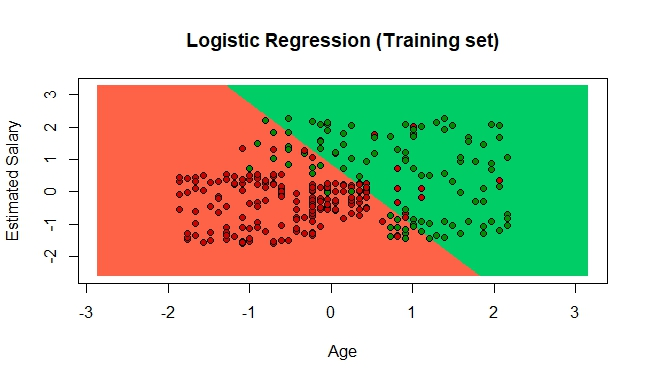 Logistic Regression (Training set)
Estimated Salary
3
2
1
0
-1
-2
-3 -2 -1 0 1 2 3
Age